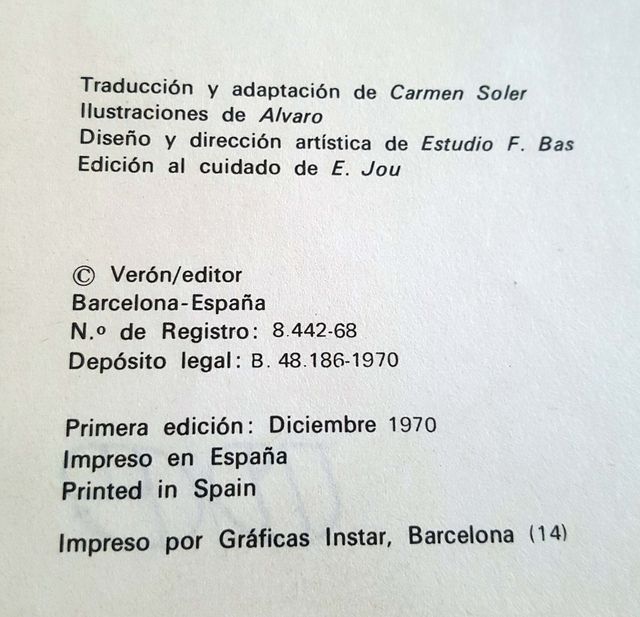 Traducción y adaptación de Carmen Soler
Ilustraciones de Alvaro
Diseño y dirección artística de Estudio F. Bas
Edición al cuidado de E. Jou
© Verón/editor
Barcelona-España
N.º de Registro: 8.442-68
Depósito legal: B. 48.186-1970
Primera edición: Diciembre 1970
Impreso en España
Printed in Spain
Impreso por Gráficas Instar, Barcelona (14)